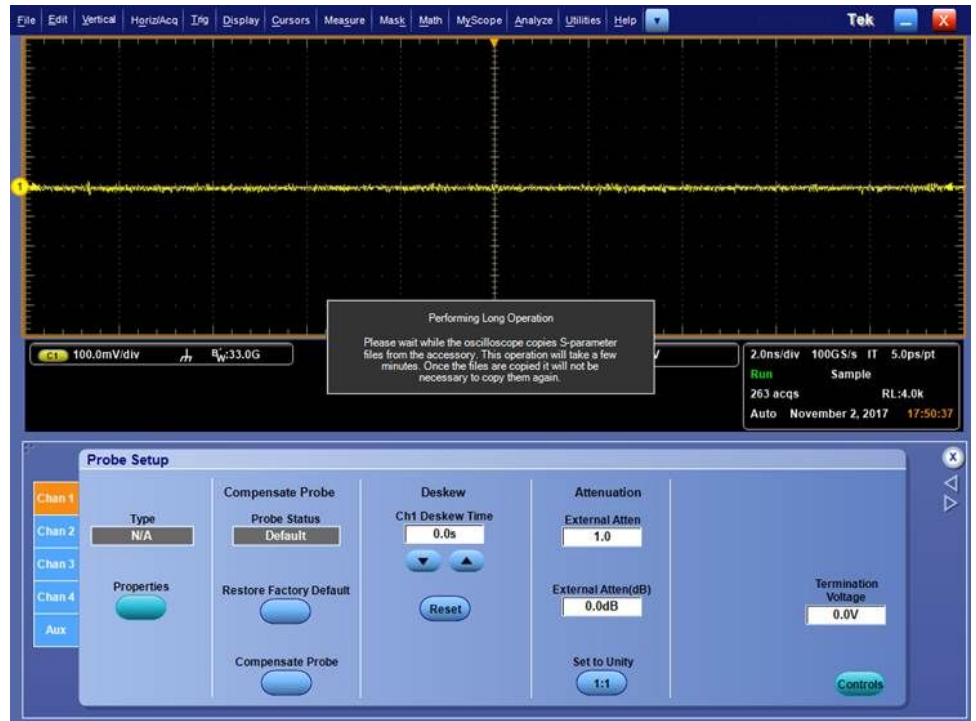 File Edit Vertical Horiz/Acq Trig Display Cursors Measure Mask Math MyScope Analyze Utilities Help Tek X
1
Performing Long Operation
Please wait while the oscilloscope copies S-parameter
files from the accessory. This operation will take a few
minutes. Once the files are copied it will not be
necessary to copy them again.
C1 100.0mV/div BW:33.0G
2.0ns/div 100GS/s IT 5.0ps/pt
Run Sample
263 acqs RL:4.0k
Auto November 2, 2017 17:50:37
Probe Setup
X
Chan 1
Chan 2
Chan 3
Chan 4
Aux
Type
N/A
Properties
Compensate Probe
Probe Status
Default
Restore Factory Default
Compensate Probe
Deskew
Ch1 Deskew Time
0.0s
Reset
Attenuation
External Atten
1.0
External Atten(dB)
0.0dB
Set to Unity
1:1
Termination
Voltage
0.0V
Controls